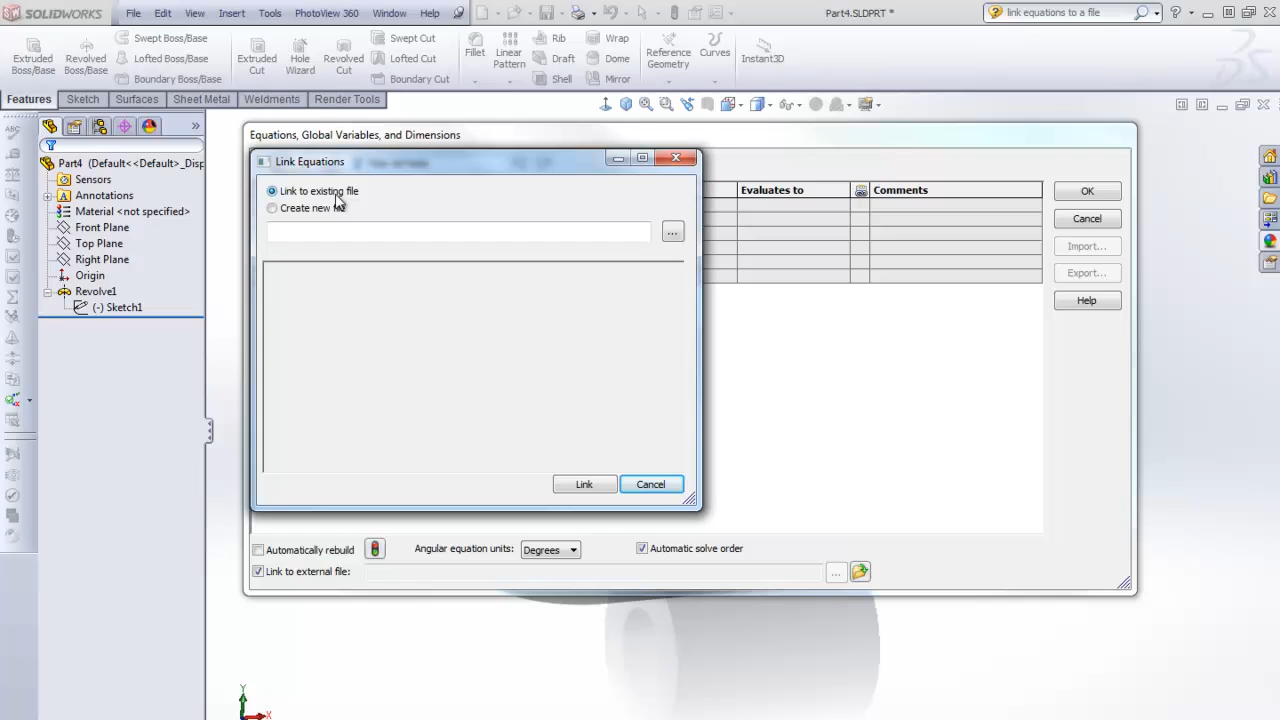 SOLIDWORKS File Edit View Insert Tools PhotoView 360 Window Help Part4.SLDPRT * link equations to a file
Extruded Boss/Base
Revolved Boss/Base
Swept Boss/Base
Lofted Boss/Base
Boundary Boss/Base
Extruded Cut
Hole Wizard
Revolved Cut
Swept Cut
Lofted Cut
Boundary Cut
Fillet
Linear Pattern
Rib
Draft
Shell
Wrap
Dome
Mirror
Reference Geometry
Curves
Instant3D
Features Sketch Surfaces Sheet Metal Weldments Render Tools
Part4 (Default<<Default>_Disp
Sensors
Annotations
Material <not specified>
Front Plane
Top Plane
Right Plane
Origin
Revolve1
(-) Sketch1
Equations, Global Variables, and Dimensions
Evaluates to Comments
OK
Cancel
Import...
Export...
Help
Link Equations
Link to existing file
Create new
...
Link Cancel
Automatically rebuild Angular equation units: Degrees Automatic solve order
Link to external file: ...
Y
X